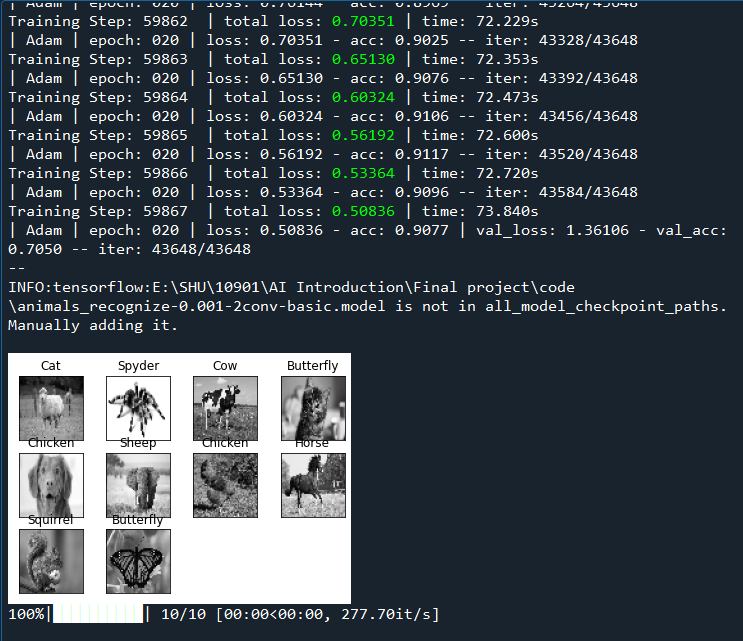 | Adam | epoch: 020 | loss: 0.76144 - acc: 0.8969 -- iter: 43264/43648
Training Step: 59862  | total loss: 0.70351 | time: 72.229s
| Adam | epoch: 020 | loss: 0.70351 - acc: 0.9025 -- iter: 43328/43648
Training Step: 59863  | total loss: 0.65130 | time: 72.353s
| Adam | epoch: 020 | loss: 0.65130 - acc: 0.9076 -- iter: 43392/43648
Training Step: 59864  | total loss: 0.60324 | time: 72.473s
| Adam | epoch: 020 | loss: 0.60324 - acc: 0.9106 -- iter: 43456/43648
Training Step: 59865  | total loss: 0.56192 | time: 72.600s
| Adam | epoch: 020 | loss: 0.56192 - acc: 0.9117 -- iter: 43520/43648
Training Step: 59866  | total loss: 0.53364 | time: 72.720s
| Adam | epoch: 020 | loss: 0.53364 - acc: 0.9096 -- iter: 43584/43648
Training Step: 59867  | total loss: 0.50836 | time: 73.840s
| Adam | epoch: 020 | loss: 0.50836 - acc: 0.9077 | val_loss: 1.36106 - val_acc:
0.7050 -- iter: 43648/43648
--
INFO:tensorflow:E:\SHU\10901\AI Introduction\Final project\code
\animals_recognize-0.001-2conv-basic.model is not in all_model_checkpoint_paths.
Manually adding it.
Cat Spyder Cow Butterfly
Chicken Sheep Chicken Horse
Squirrel Butterfly
100%|██████████| 10/10 [00:00<00:00, 277.70it/s]